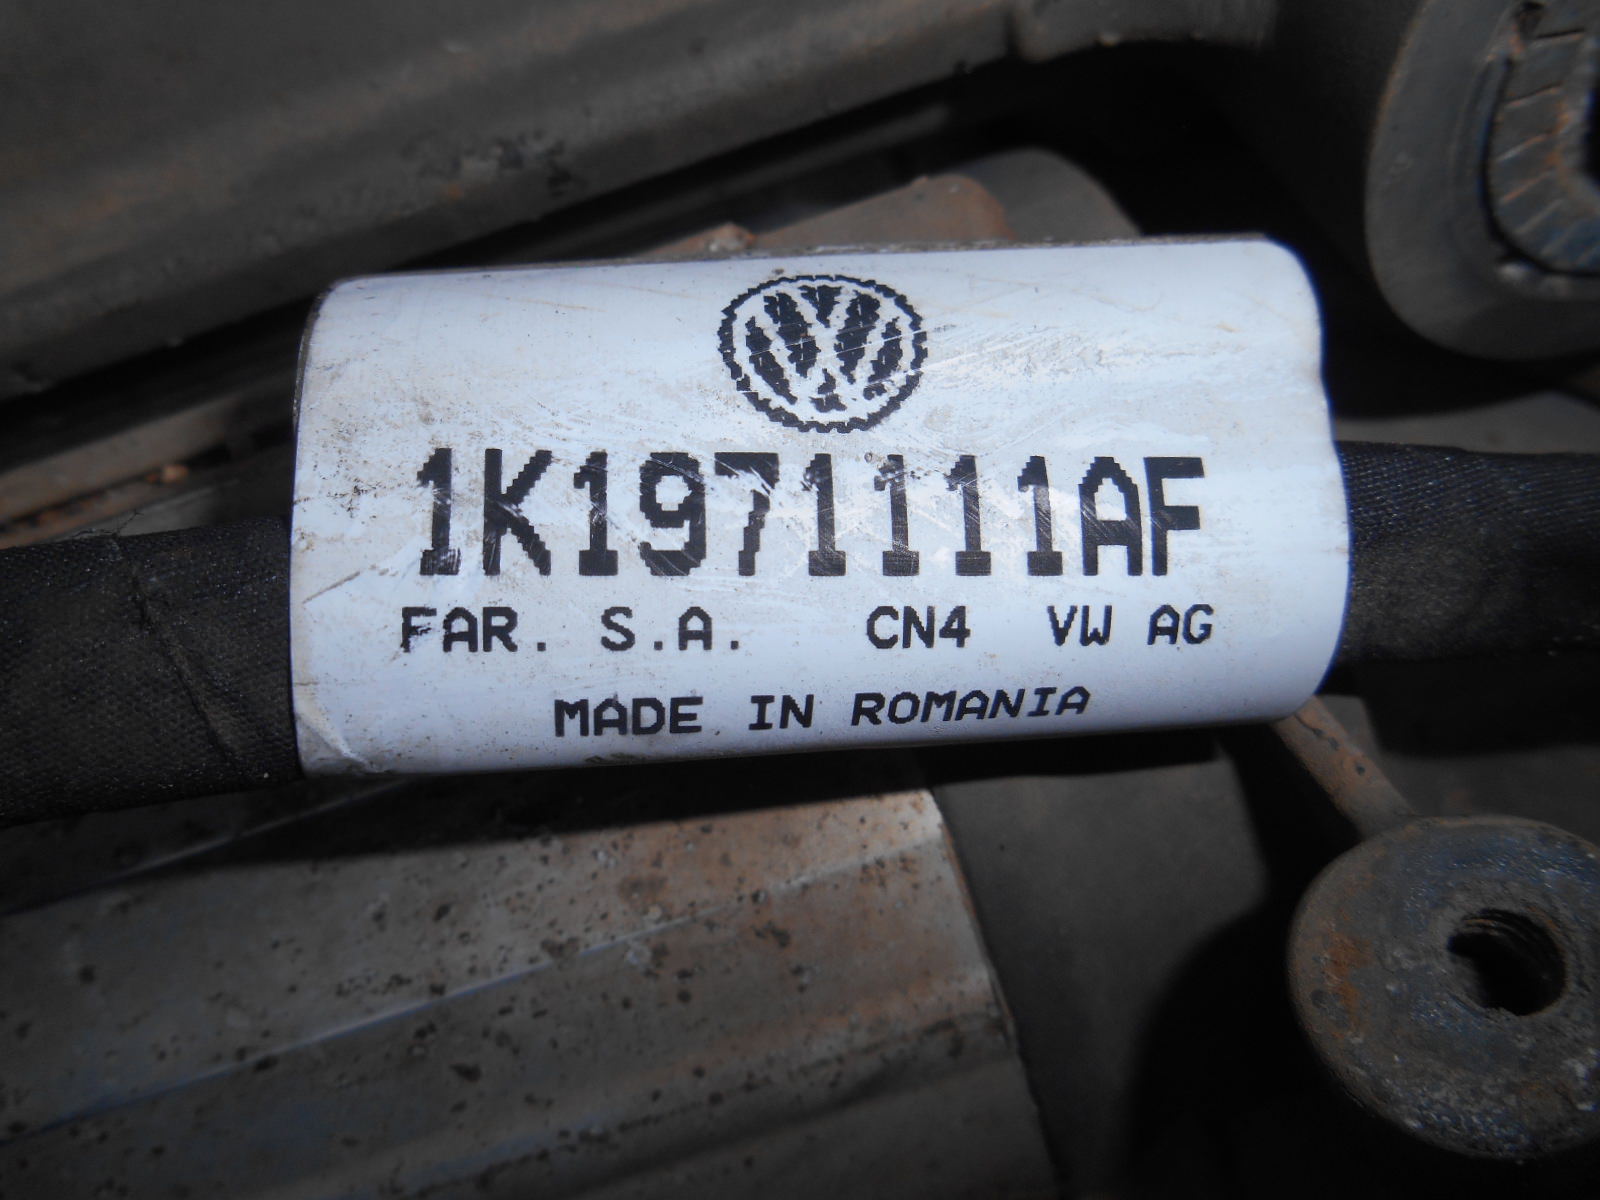 1K1971111AF
FAR. S.A. CN4 VW AG
MADE IN ROMANIA